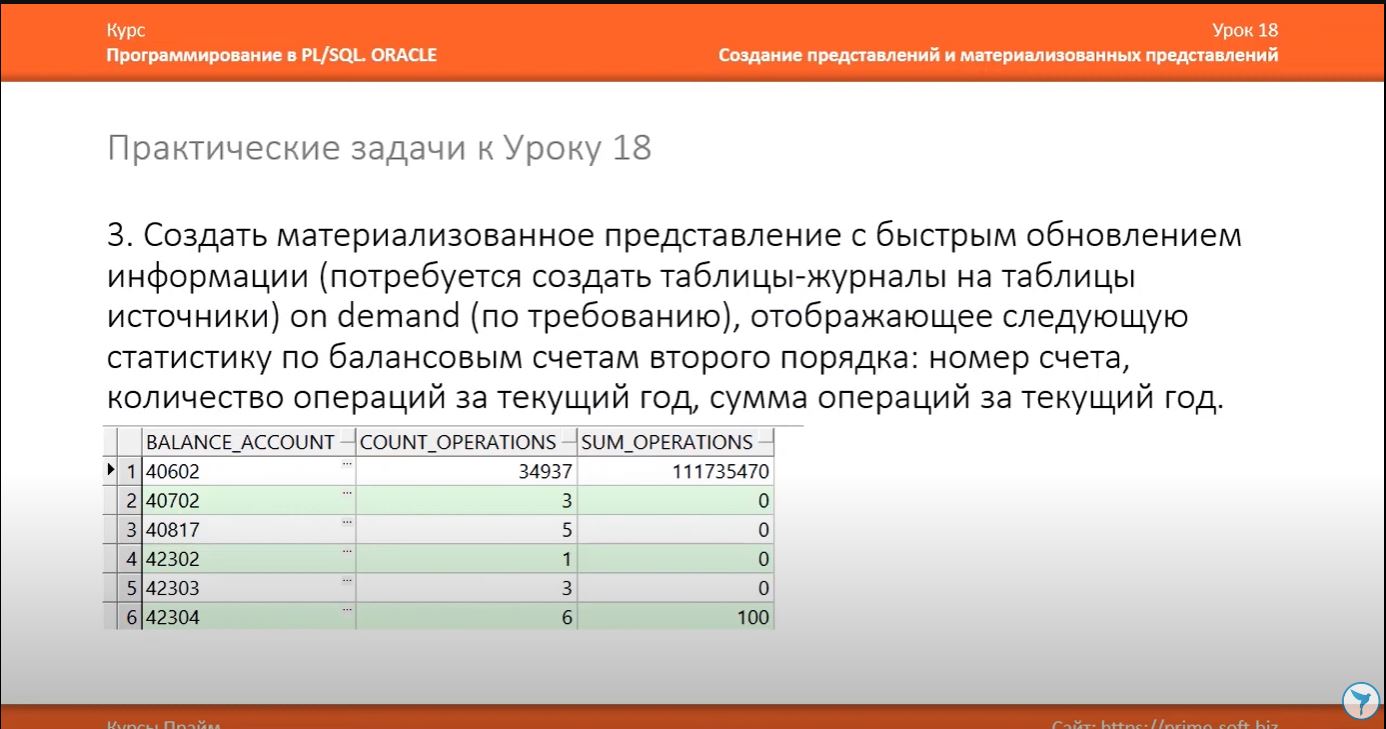 Курс
Урок 18
Программирование в PL/SQL. ORACLE
Создание представлений и материализованных представлений
Практические задачи к Уроку 18
3. Создать материализованное представление с быстрым обновлением
информации (потребуется создать таблицы-журналы на таблицы
источники) on demand (по требованию), отображающее следующую
статистику по балансовым счетам второго порядка: номер счета,
количество операций за текущий год, сумма операций за текущий год.
BALANCE_ACCOUNT COUNT_OPERATIONS SUM_OPERATIONS
1 40602 ... 34937 111735470
2 40702 ... 3 0
3 40817 ... 5 0
4 42302 ... 1 0
5 42303 ... 3 0
6 42304 ... 6 100
Курсы Прайм
Сайт: https://prime-soft.biz